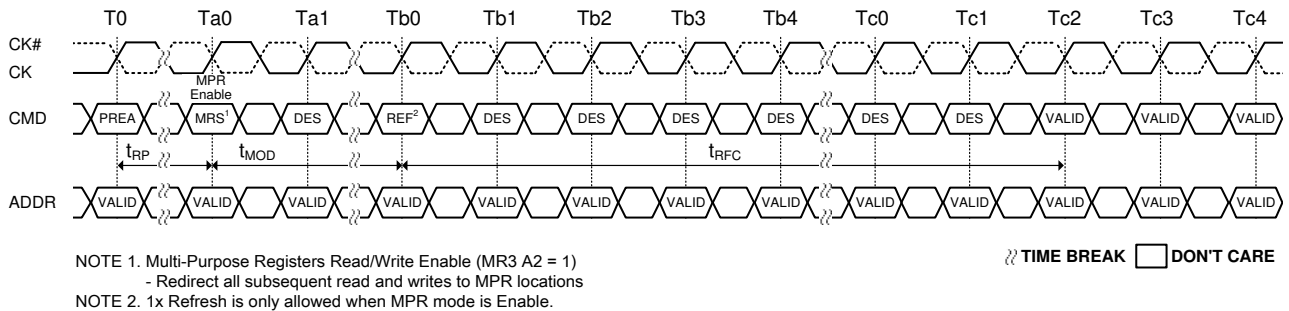 T0 Ta0 Ta1 Tb0 Tb1 Tb2 Tb3 Tb4 Tc0 Tc1 Tc2 Tc3 Tc4
CK#
CK
MPR
Enable
CMD PREA MRS1 DES REF2 DES DES DES DES DES DES VALID VALID VALID
tRP tMOD tRFC
ADDR VALID VALID VALID VALID VALID VALID VALID VALID VALID VALID VALID VALID VALID
NOTE 1. Multi-Purpose Registers Read/Write Enable (MR3 A2 = 1)
- Redirect all subsequent read and writes to MPR locations
NOTE 2. 1x Refresh is only allowed when MPR mode is Enable.
TIME BREAK DON'T CARE